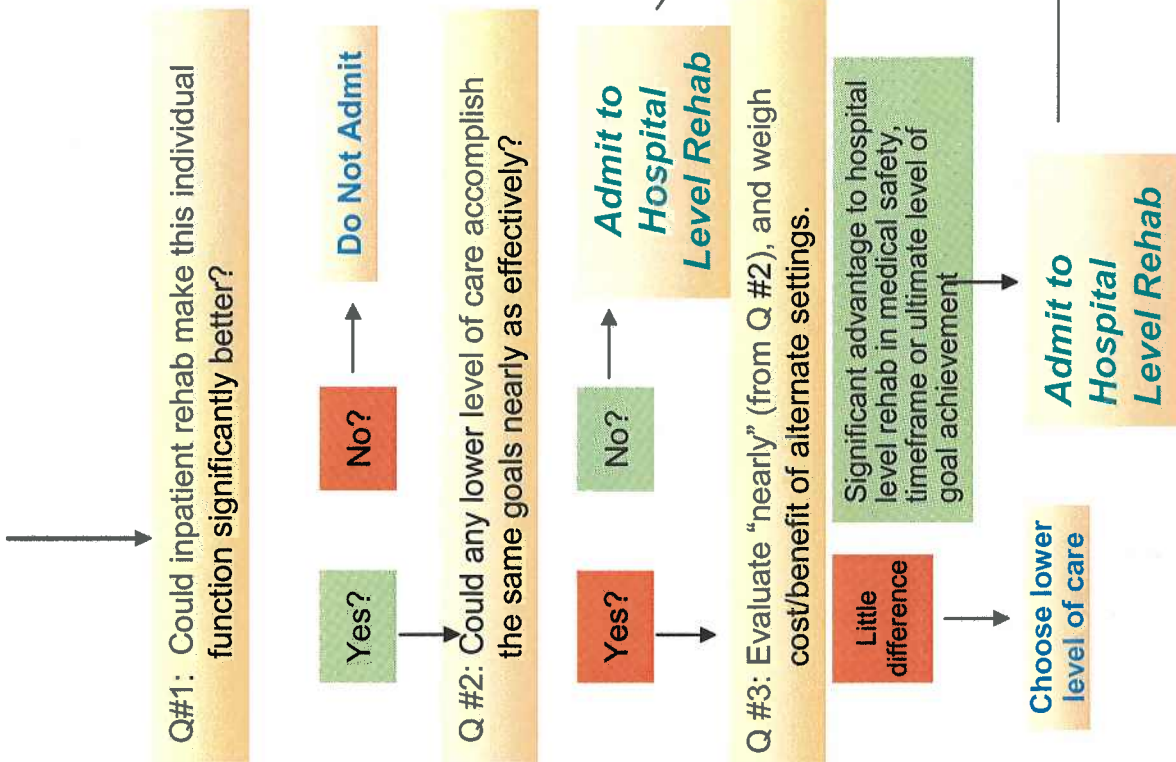 Q#1: Could inpatient rehab make this individual
function significantly better?
Yes?
No?
Do Not Admit
Q #2: Could any lower level of care accomplish
the same goals nearly as effectively?
Yes?
No?
Admit to
Hospital
Level Rehab
Q #3: Evaluate “nearly” (from Q #2), and weigh
cost/benefit of alternate settings.
Little
difference
Significant advantage to hospital
level rehab in medical safety,
timeframe or ultimate level of
goal achievement
Choose lower
level of care
Admit to
Hospital
Level Rehab